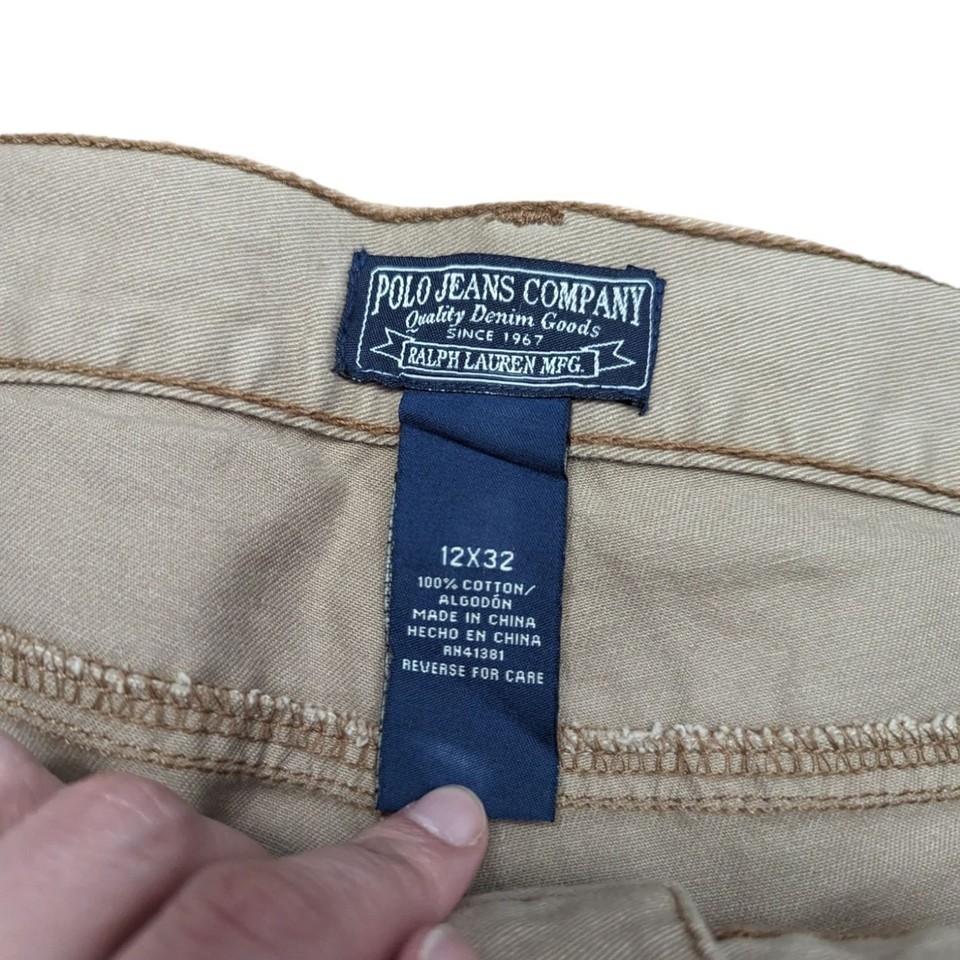 POLO JEANS COMPANY
Quality Denim Goods
SINCE 1967
RALPH LAUREN MFG.
12X32
100% COTTON/
ALGODÓN
MADE IN CHINA
HECHO EN CHINA
RN41381
REVERSE FOR CARE